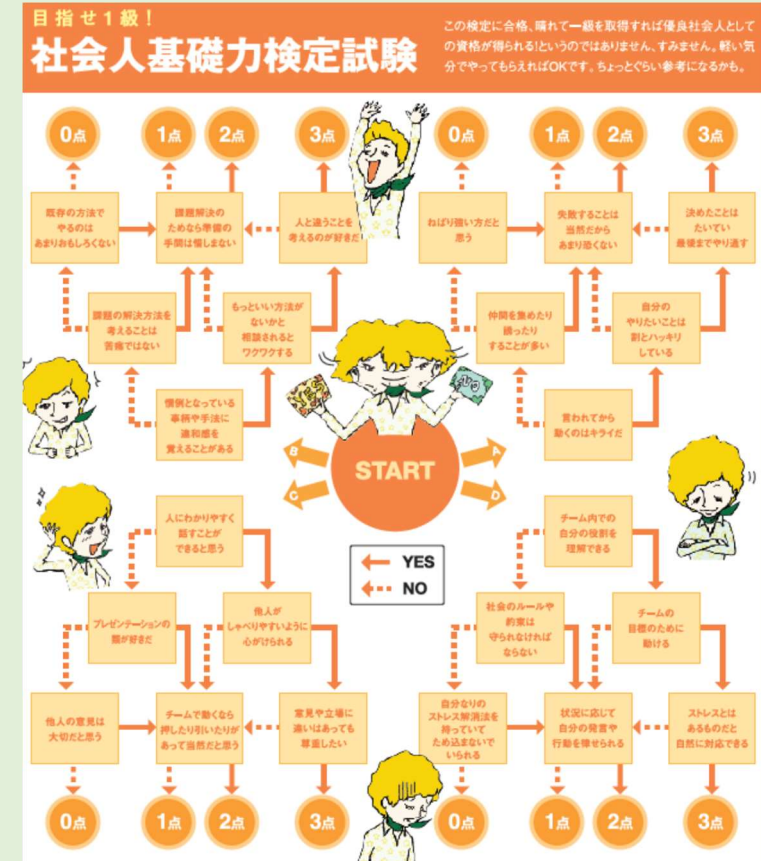 目指せ1級!
社会人基礎力検定試験
この検定に合格、晴れて一級を取得すれば優良社会人として
の資格が得られる!というのではありません、すみません。軽い気
分でやってもらえればOKです。ちょっとぐらい参考になるかも。
0点
1点
2点
3点
0点
1点
2点
3点
既存の方法で
やるのは
あまりおもしろくない
課題解決の
ためなら準備の
手間は惜しまない
人と違うことを
考えるのが好きだ
ねばり強い方だと
思う
失敗することは
当然だから
あまり恐くない
決めたことは
たいてい
最後までやり通す
課題の解決方法を
考えることは
苦痛ではない
もっといい方法が
ないかと
相談されると
ワクワクする
仲間を集めたり
誘ったり
することが多い
自分の
やりたいことは
割とハッキリ
している
慣例となっている
事柄や手法に
違和感を
覚えることがある
言われてから
動くのはキライだ
YES
NO
B
A
START
C
D
人にわかりやすく
話すことが
できると思う
チーム内での
自分の役割を
理解できる
YES
NO
プレゼンテーションの
類が好きだ
他人が
しゃべりやすいように
心がけられる
社会のルールや
約束は
守られなければ
ならない
チームの
目標のために
動ける
他人の意見は
大切だと思う
チームで動くなら
押したり引いたりが
あって当然だと思う
意見や立場に
違いはあっても
尊重したい
自分なりの
ストレス解消法を
持っていて
ため込まないで
いられる
状況に応じて
自分の発言や
行動を律せられる
ストレスとは
あるものだと
自然に対応できる
0点
1点
2点
3点
0点
1点
2点
3点